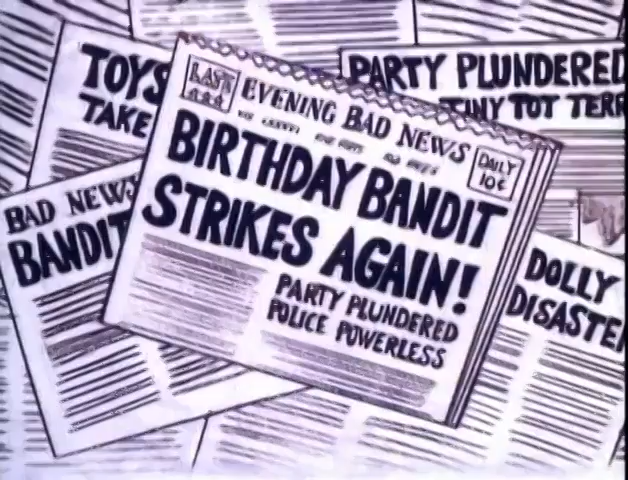 TOYS
TAKE
PARTY PLUNDERED
TINY TOT TERR
LAST
EVENING BAD NEWS
DAILY
10¢
BIRTHDAY BANDIT
STRIKES AGAIN!
PARTY PLUNDERED
POLICE POWERLESS
BAD NEWS
BANDIT
DOLLY
DISASTE